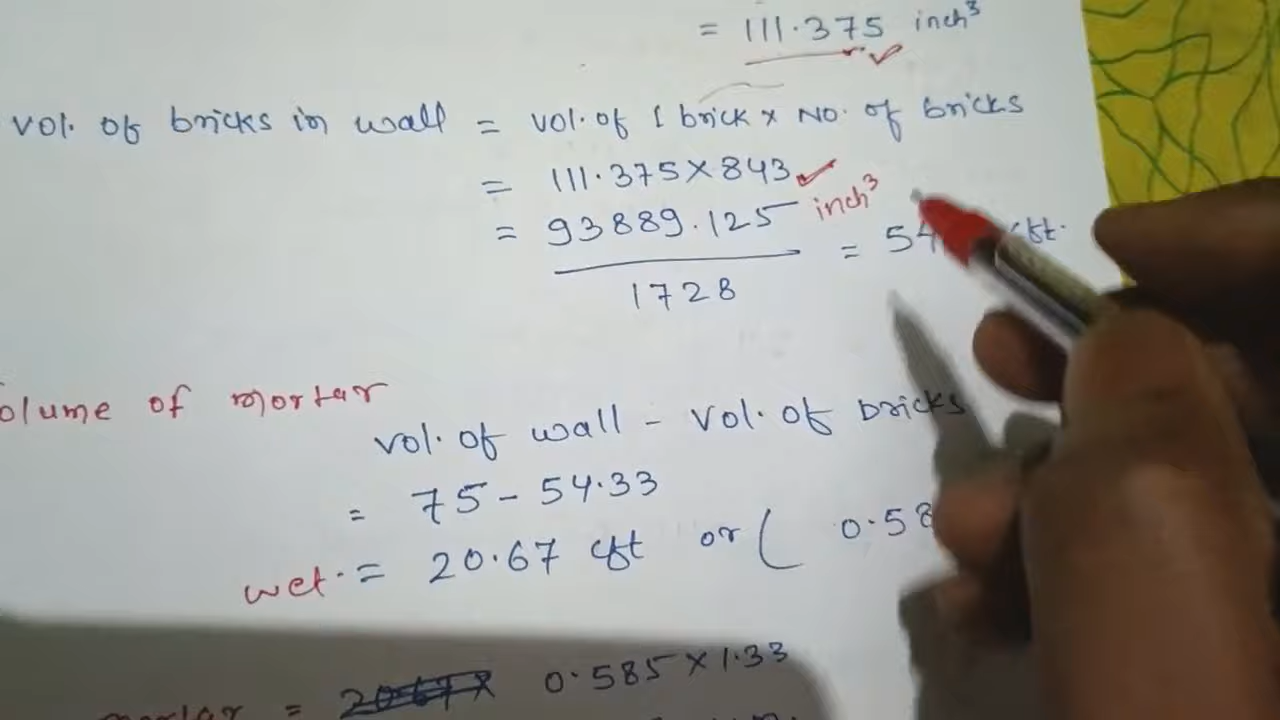 = 111.375 inch³
vol. of bricks in wall = vol. of 1 brick x No. of bricks
= 111.375 x 843
= 93889.125 inch³
1728
= 54 cft.
olume of mortar
vol. of wall - vol. of bricks
= 75 - 54.33
wet. = 20.67 cft or ( 0.58
mortar = 0.585 x 1.33